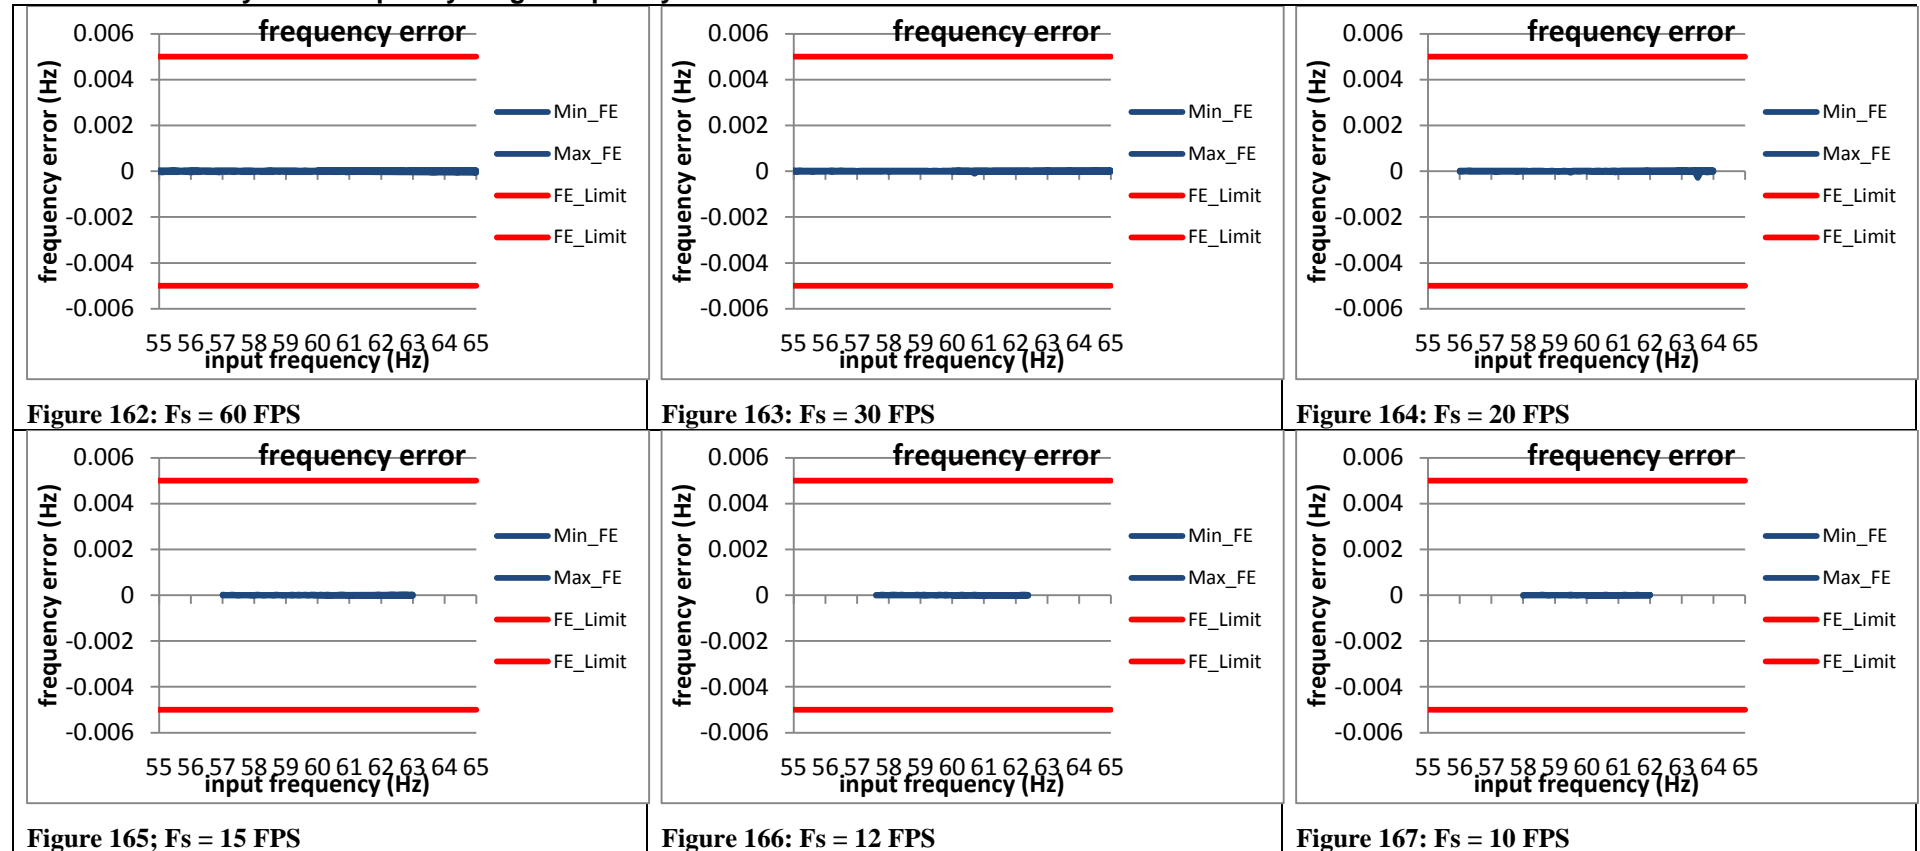 frequency error
frequency error (Hz)
0.006
0.004
0.002
0
-0.002
-0.004
-0.006
55 56 57 58 59 60 61 62 63 64 65
input frequency (Hz)
Min_FE
Max_FE
FE_Limit
FE_Limit
Figure 162: Fs = 60 FPS
frequency error
frequency error (Hz)
0.006
0.004
0.002
0
-0.002
-0.004
-0.006
55 56 57 58 59 60 61 62 63 64 65
input frequency (Hz)
Min_FE
Max_FE
FE_Limit
FE_Limit
Figure 163: Fs = 30 FPS
frequency error
frequency error (Hz)
0.006
0.004
0.002
0
-0.002
-0.004
-0.006
55 56 57 58 59 60 61 62 63 64 65
input frequency (Hz)
Min_FE
Max_FE
FE_Limit
FE_Limit
Figure 164: Fs = 20 FPS
frequency error
frequency error (Hz)
0.006
0.004
0.002
0
-0.002
-0.004
-0.006
55 56 57 58 59 60 61 62 63 64 65
input frequency (Hz)
Min_FE
Max_FE
FE_Limit
FE_Limit
Figure 165; Fs = 15 FPS
frequency error
frequency error (Hz)
0.006
0.004
0.002
0
-0.002
-0.004
-0.006
55 56 57 58 59 60 61 62 63 64 65
input frequency (Hz)
Min_FE
Max_FE
FE_Limit
FE_Limit
Figure 166: Fs = 12 FPS
frequency error
frequency error (Hz)
0.006
0.004
0.002
0
-0.002
-0.004
-0.006
55 56 57 58 59 60 61 62 63 64 65
input frequency (Hz)
Min_FE
Max_FE
FE_Limit
FE_Limit
Figure 167: Fs = 10 FPS